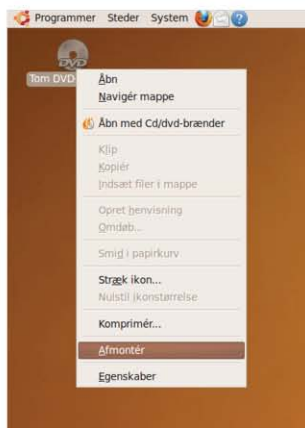 Programmer Steder System
DVD
Tom DVD
Åbn
Navigér mappe
Åbn med Cd/dvd-brænder
Klip
Kopiér
Indsæt filer i mappe
Opret henvisning
Omdøb...
Smid i papirkurv
Stræk ikon...
Nulstil ikonstørrelse
Komprimér...
Afmontér
Egenskaber